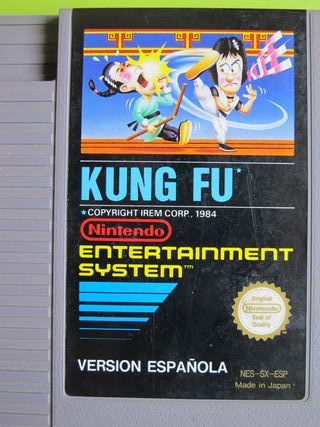 KUNG FU*
*COPYRIGHT IREM CORP., 1984
Nintendo
ENTERTAINMENT
SYSTEM™
Original
Nintendo
Seal of
Quality
VERSION ESPAÑOLA
NES-SX-ESP
Made in Japan